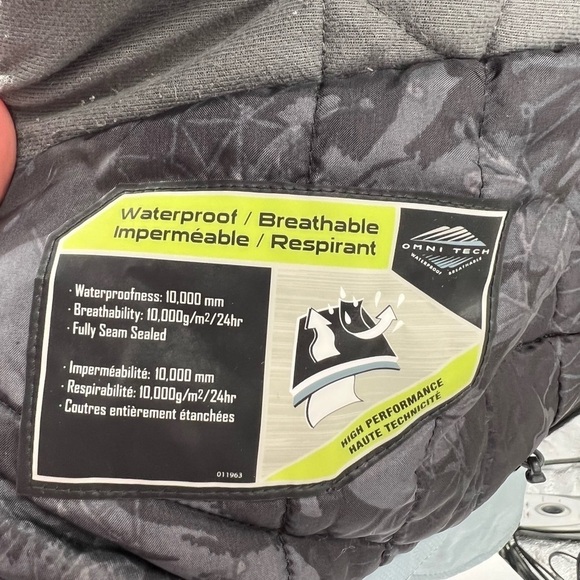 Waterproof / Breathable
Imperméable / Respirant
OMNI TECH
WATERPROOF BREATHABLE
· Waterproofness: 10,000 mm
· Breathability: 10,000g/m²/24hr
· Fully Seam Sealed
· Imperméabilité: 10,000 mm
· Respirabilité: 10,000g/m²/24hr
· Coutres entièrement étanchées
HIGH PERFORMANCE
HAUTE TECHNICITÉ
011963